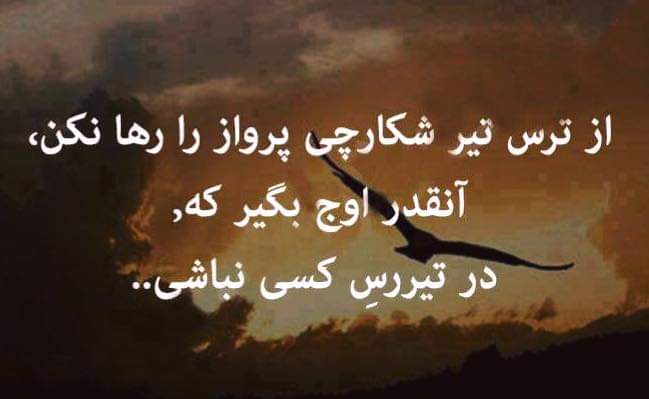 از ترس تیر شکارچی پرواز را رها نکن،
آنقدر اوج بگیر که,
در تیررسِ کسی نباشی..